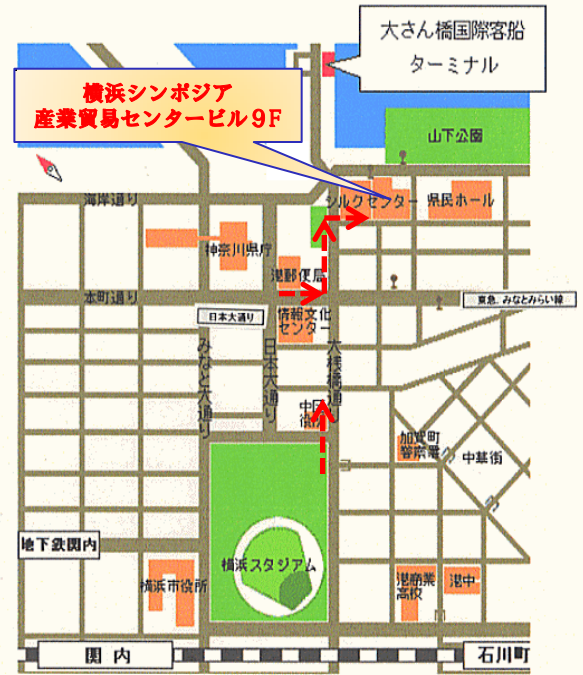 大さん橋国際客船
ターミナル
横浜シンポジア
産業貿易センタービル9F
山下公園
海岸通り
シルクセンター
県民ホール
神奈川県庁
港郵便局
本町通り
東急、みなとみらい線
日本大通り
情報文化
センター
みなと大通り
日本大通り
大桟橋通り
中区
役所
加賀町
警察署
中華街
地下鉄関内
横浜スタジアム
横浜市役所
港商業
高校
港中
関内
石川町